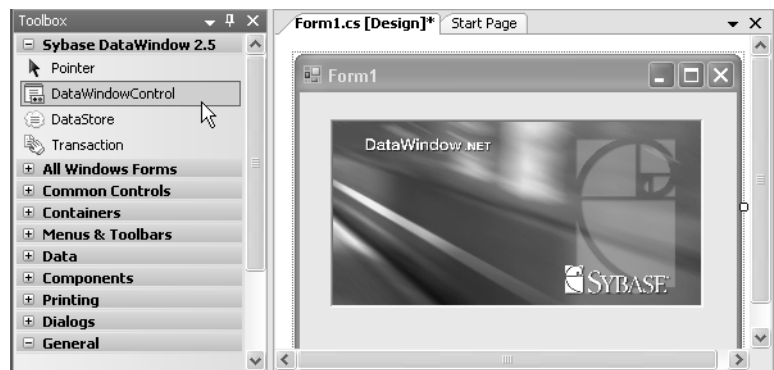 Toolbox
Sybase DataWindow 2.5
Pointer
DataWindowControl
DataStore
Transaction
All Windows Forms
Common Controls
Containers
Menus & Toolbars
Data
Components
Printing
Dialogs
General
Form1.cs [Design]* Start Page
Form1
DataWindow .NET
SYBASE